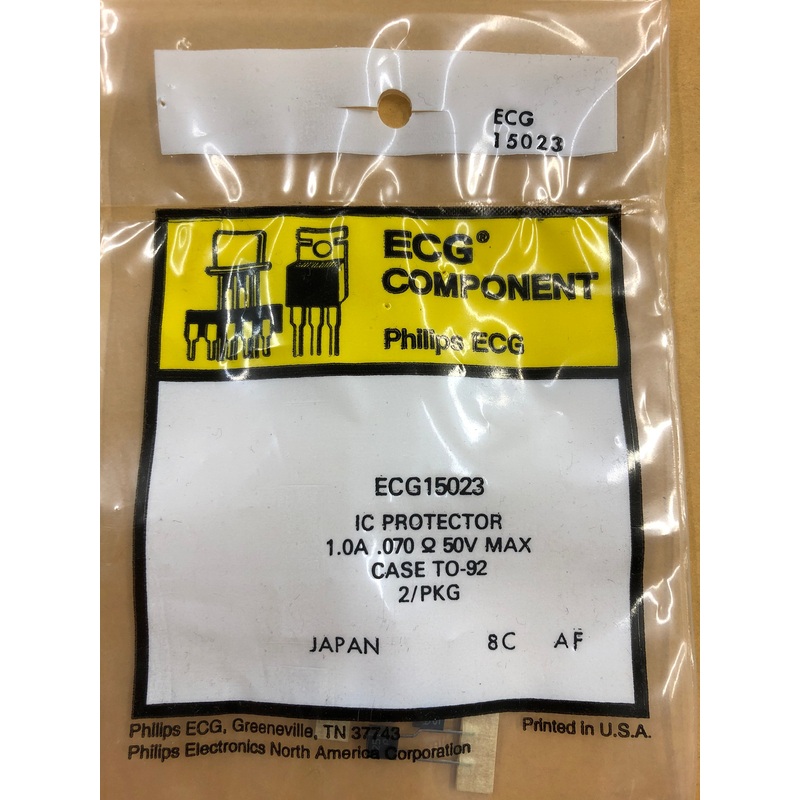 ECG
15023
ECG®
COMPONENT
Philips ECG
ECG15023
IC PROTECTOR
1.0A .070 Ω 50V MAX
CASE TO-92
2/PKG
JAPAN 8C AF
Philips ECG, Greeneville, TN 37743
Philips Electronics North America Corporation
Printed in U.S.A.